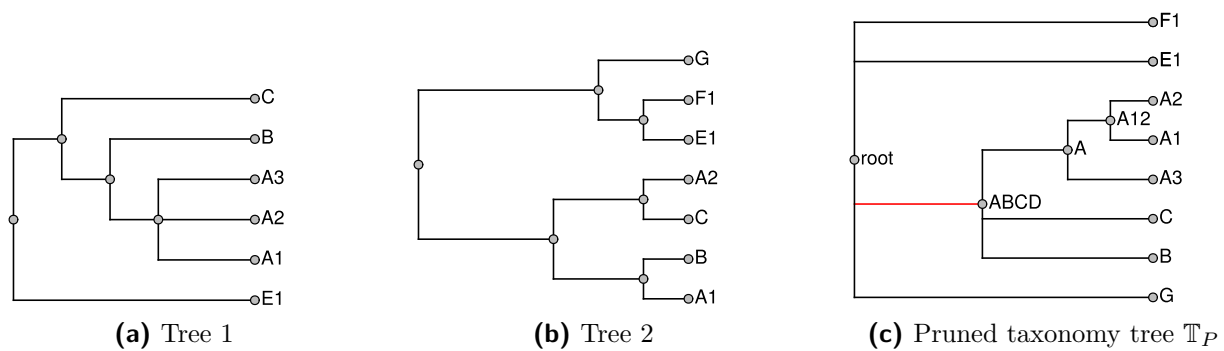 C
B
A3
A2
A1
E1
(a) Tree 1
G
F1
E1
A2
C
B
A1
(b) Tree 2
F1
E1
A2
A12
A1
A
root
A3
ABCD
C
B
G
(c) Pruned taxonomy tree 𝕋P